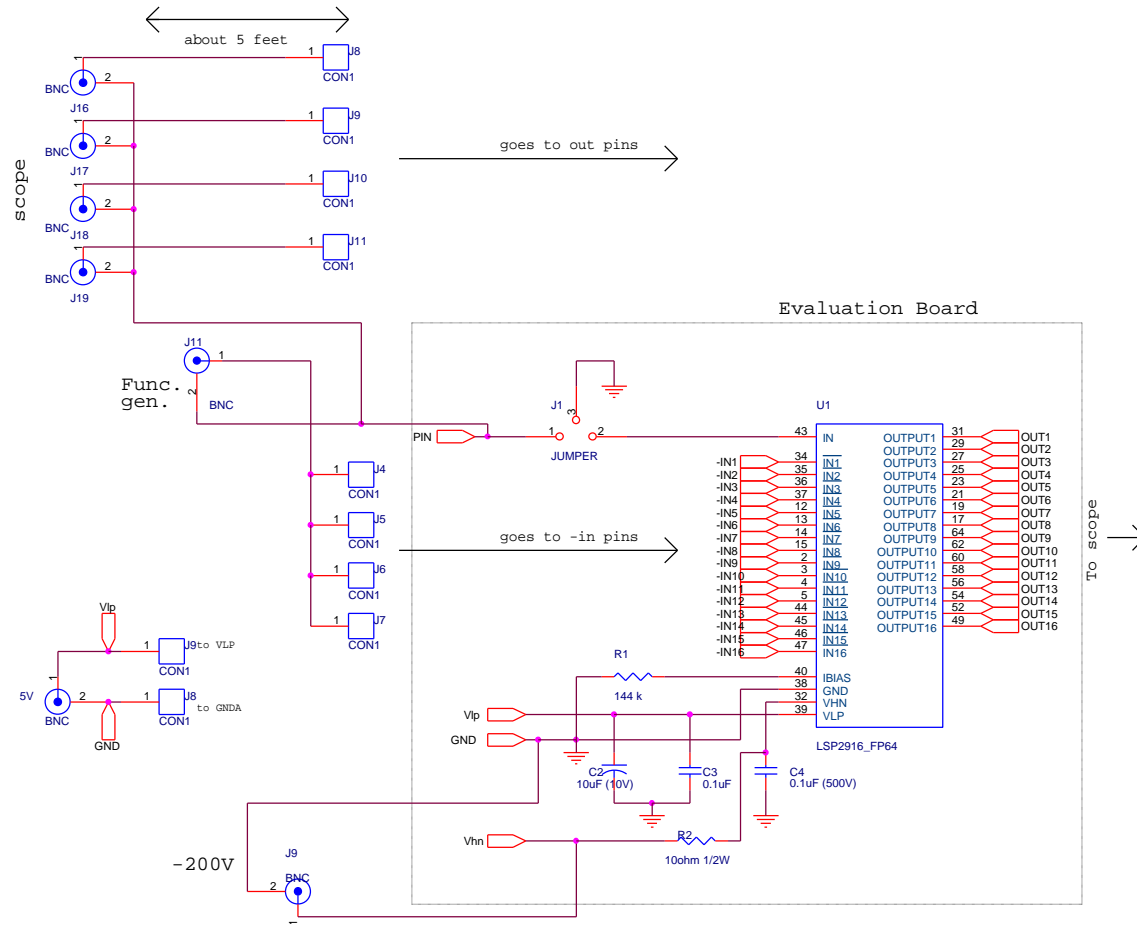 about 5 feet
1
J8
CON1
1
2
BNC
J16
1
J9
CON1
1
2
BNC
J17
goes to out pins
1
J10
CON1
1
2
BNC
J18
scope
1
J11
CON1
1
2
BNC
J19
Evaluation Board
J11
1
2
BNC
Func.
gen.
PIN
J1
3
1
2
JUMPER
U1
43
IN
34
IN1
35
IN2
36
IN3
37
IN4
12
IN5
13
IN6
14
IN7
15
IN8
2
IN9
3
IN10
4
IN11
5
IN12
44
IN13
45
IN14
46
IN15
47
IN16
-IN1
-IN2
-IN3
-IN4
-IN5
-IN6
-IN7
-IN8
-IN9
-IN10
-IN11
-IN12
-IN13
-IN14
-IN15
-IN16
OUTPUT1
31
OUT1
OUTPUT2
29
OUT2
OUTPUT3
27
OUT3
OUTPUT4
25
OUT4
OUTPUT5
23
OUT5
OUTPUT6
21
OUT6
OUTPUT7
19
OUT7
OUTPUT8
17
OUT8
OUTPUT9
64
OUT9
OUTPUT10
62
OUT10
OUTPUT11
60
OUT11
OUTPUT12
58
OUT12
OUTPUT13
56
OUT13
OUTPUT14
54
OUT14
OUTPUT15
52
OUT15
OUTPUT16
49
OUT16
To scope
40
IBIAS
38
GND
32
VHN
39
VLP
LSP2916_FP64
1
J4
CON1
1
J5
CON1
goes to -in pins
1
J6
CON1
1
J7
CON1
Vlp
1
J9
to VLP
CON1
1
2
5V
BNC
1
J8
to GNDA
CON1
GND
R1
144 k
Vlp
GND
C2
10uF (10V)
C3
0.1uF
C4
0.1uF (500V)
Vhn
R2
10ohm 1/2W
-200V
J9
BNC
2
1